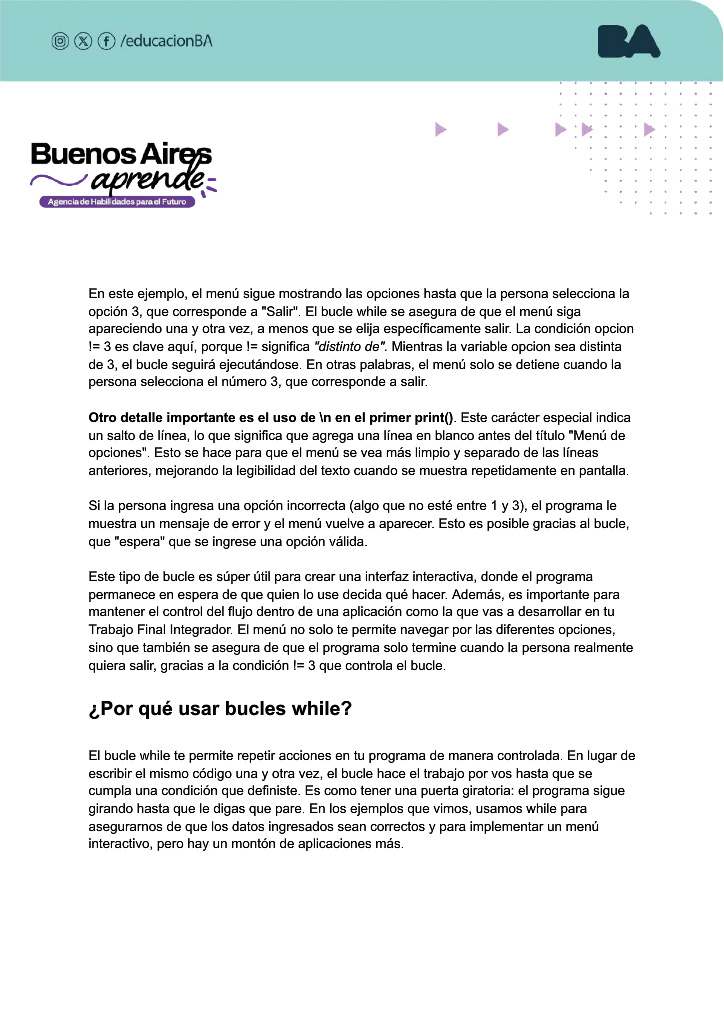 /educacionBA
BA
Buenos Aires
aprende
Agencia de Habilidades para el Futuro
En este ejemplo, el menú sigue mostrando las opciones hasta que la persona selecciona la
opción 3, que corresponde a "Salir". El bucle while se asegura de que el menú siga
apareciendo una y otra vez, a menos que se elija específicamente salir. La condición opcion
!= 3 es clave aquí, porque != significa "distinto de". Mientras la variable opcion sea distinta
de 3, el bucle seguirá ejecutándose. En otras palabras, el menú solo se detiene cuando la
persona selecciona el número 3, que corresponde a salir.
Otro detalle importante es el uso de \n en el primer print(). Este carácter especial indica
un salto de línea, lo que significa que agrega una línea en blanco antes del título "Menú de
opciones". Esto se hace para que el menú se vea más limpio y separado de las líneas
anteriores, mejorando la legibilidad del texto cuando se muestra repetidamente en pantalla.
Si la persona ingresa una opción incorrecta (algo que no esté entre 1 y 3), el programa le
muestra un mensaje de error y el menú vuelve a aparecer. Esto es posible gracias al bucle,
que "espera" que se ingrese una opción válida.
Este tipo de bucle es súper útil para crear una interfaz interactiva, donde el programa
permanece en espera de que quien lo use decida qué hacer. Además, es importante para
mantener el control del flujo dentro de una aplicación como la que vas a desarrollar en tu
Trabajo Final Integrador. El menú no solo te permite navegar por las diferentes opciones,
sino que también se asegura de que el programa solo termine cuando la persona realmente
quiera salir, gracias a la condición != 3 que controla el bucle.
¿Por qué usar bucles while?
El bucle while te permite repetir acciones en tu programa de manera controlada. En lugar de
escribir el mismo código una y otra vez, el bucle hace el trabajo por vos hasta que se
cumpla una condición que definiste. Es como tener una puerta giratoria: el programa sigue
girando hasta que le digas que pare. En los ejemplos que vimos, usamos while para
asegurarnos de que los datos ingresados sean correctos y para implementar un menú
interactivo, pero hay un montón de aplicaciones más.